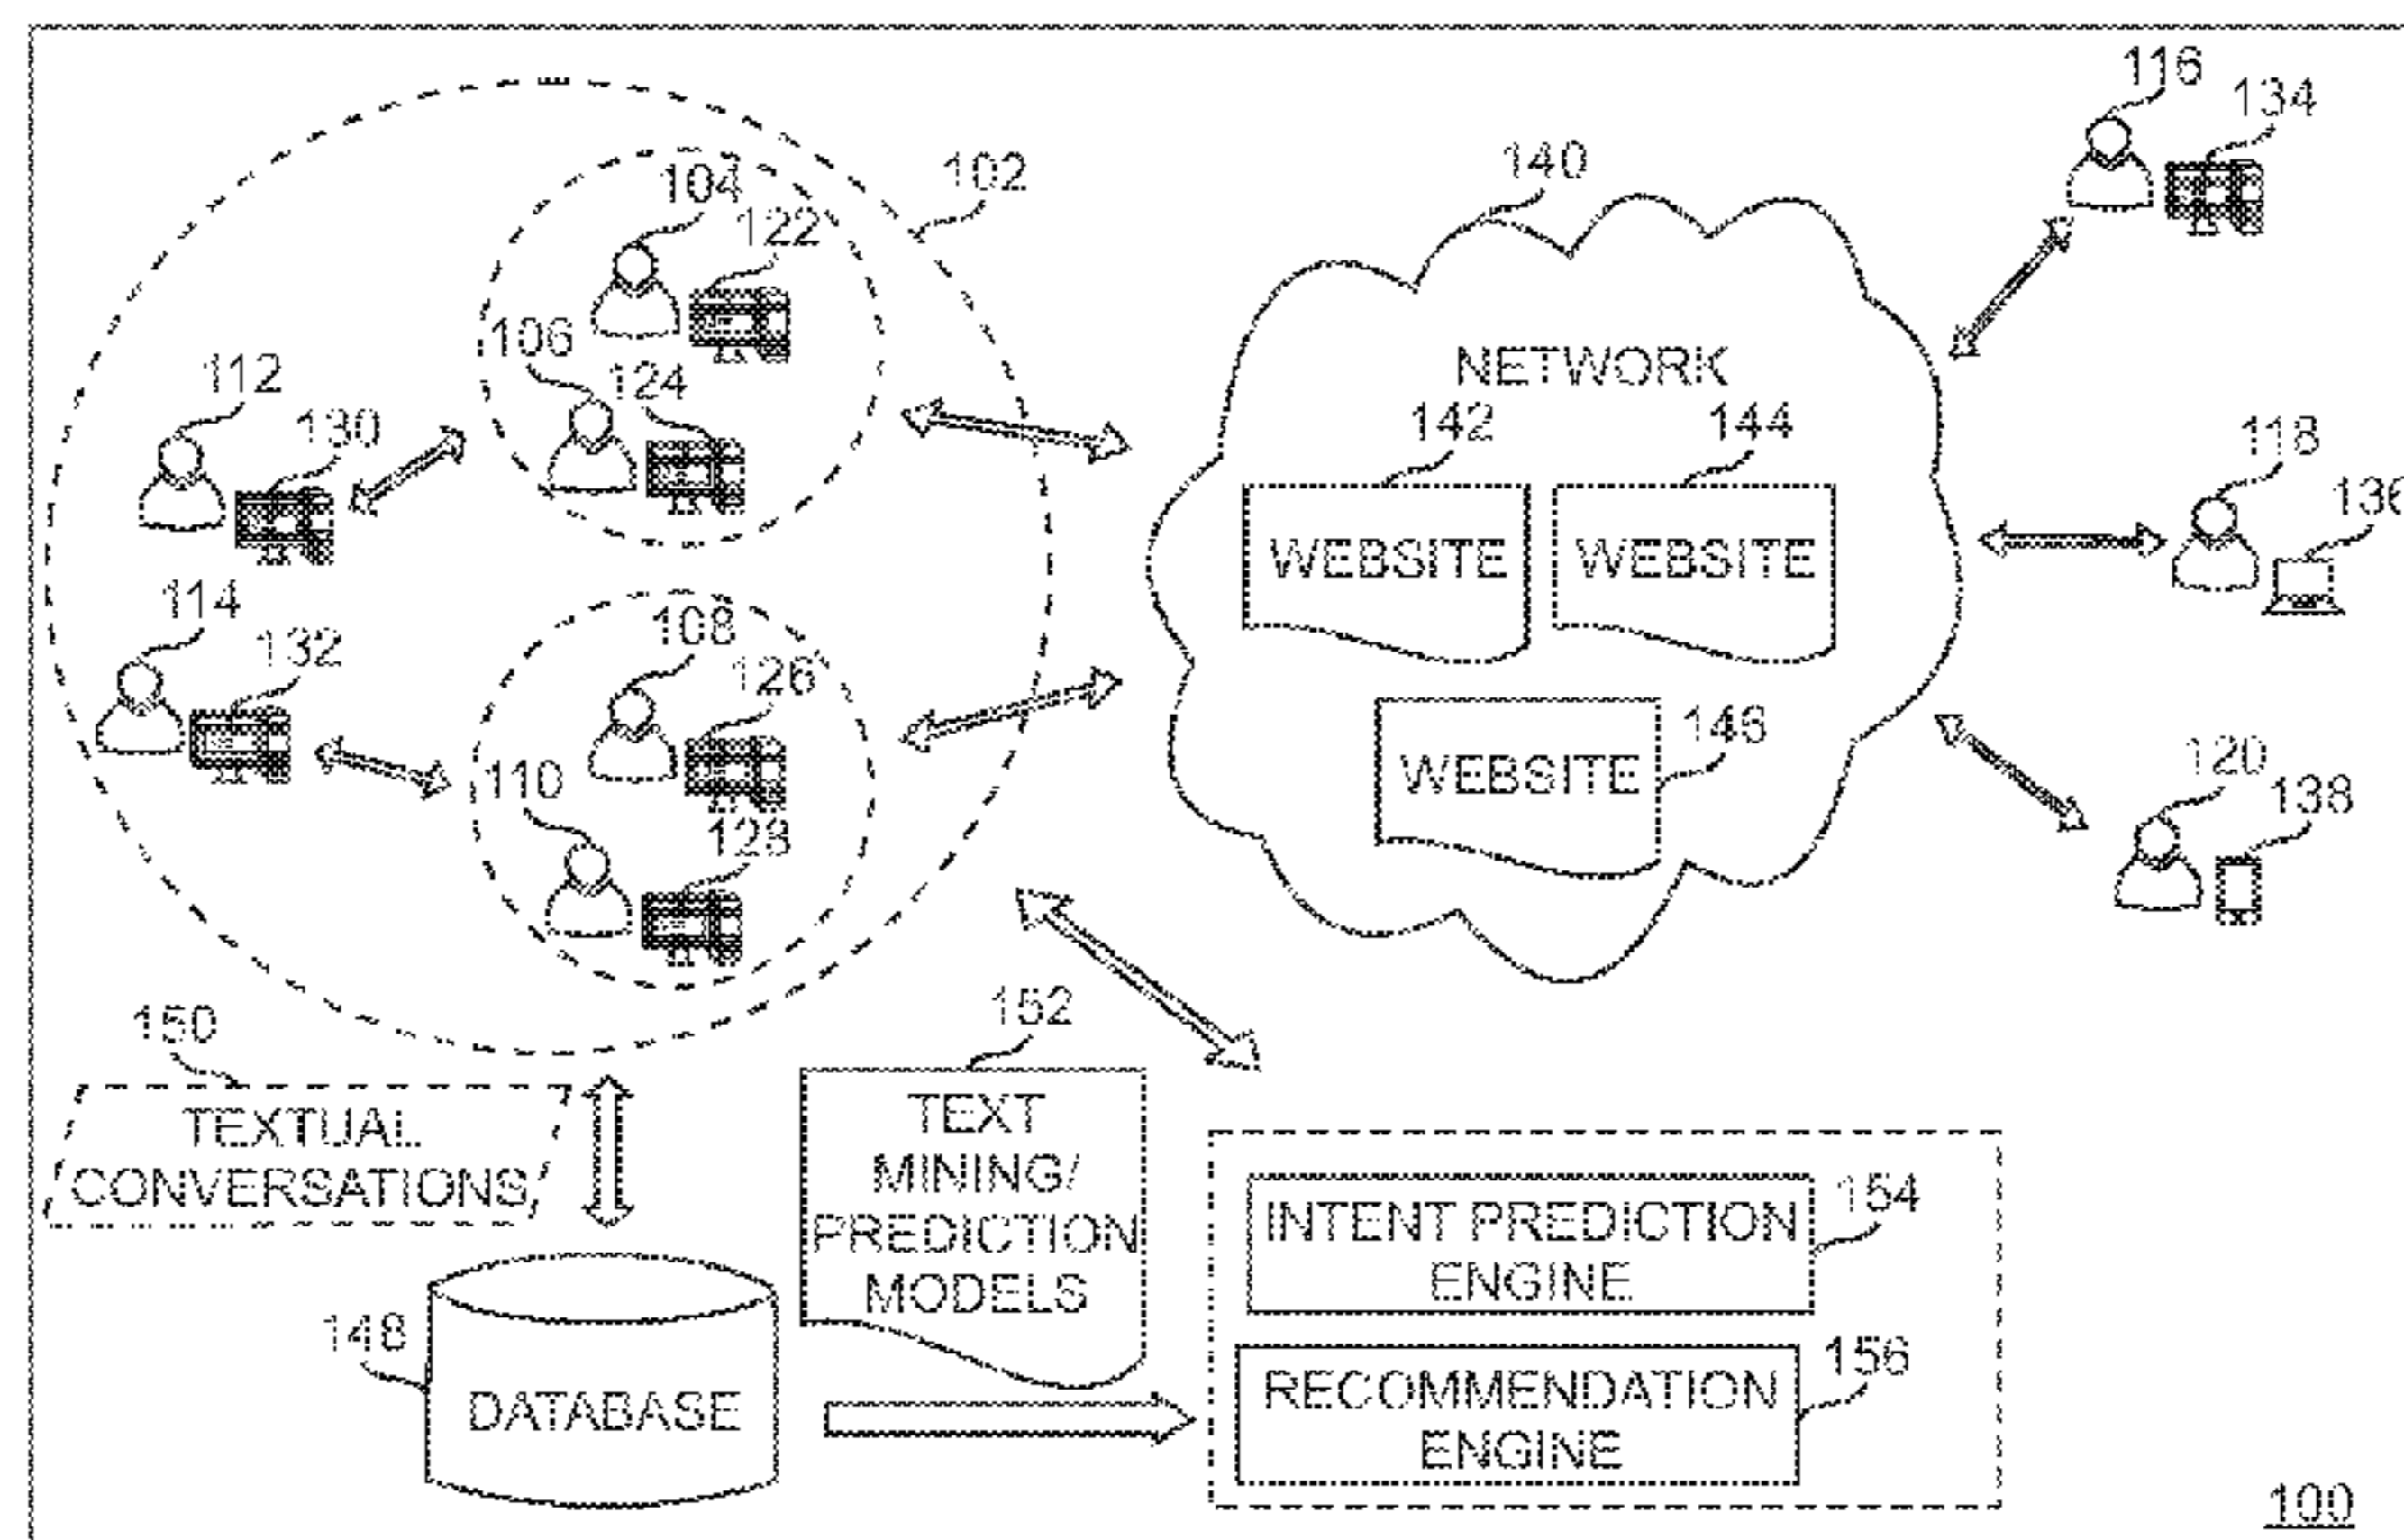 116
134
102
140
104
122
106
124
112
130
NETWORK
142
144
118
136
WEBSITE
WEBSITE
114
132
108
126
146
WEBSITE
110
128
120
138
150
152
TEXTUAL
CONVERSATIONS
TEXT
MINING/
PREDICTION
MODELS
154
INTENT PREDICTION
ENGINE
148
DATABASE
156
RECOMMENDATION
ENGINE
100